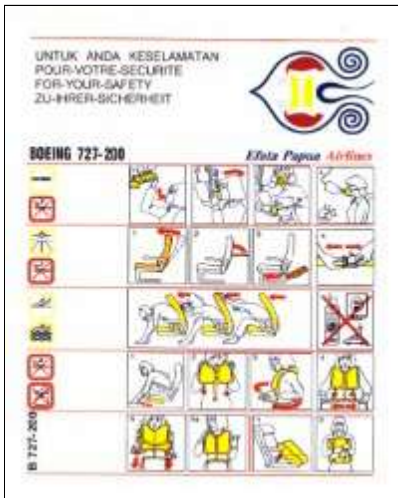 UNTUK ANDA KESELAMATAN
POUR-VOTRE-SECURITE
FOR-YOUR-SAFETY
ZU-IHRER-SICHERHEIT
BOEING 727-200
Efata Papua Airlines
B 727-200